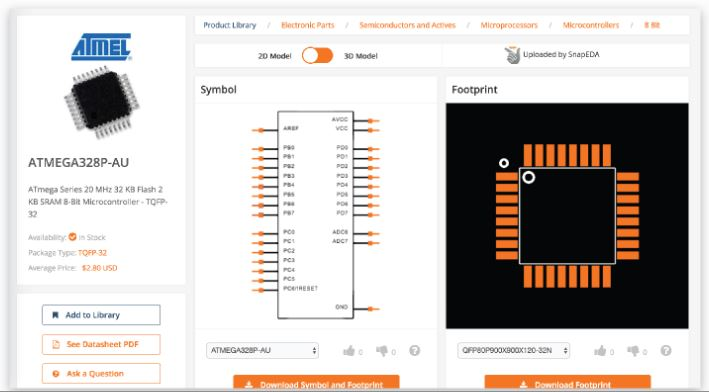 Product Library / Electronic Parts / Semiconductors and Actives / Microprocessors / Microcontrollers / 8 Bit
ATMEL
2D Model 3D Model
Uploaded by SnapEDA
ATMEGA328P-AU
ATmega Series 20 MHz 32 KB Flash 2
KB SRAM 8-Bit Microcontroller - TQFP-
32
Availability: In Stock
Package Type: TQFP-32
Average Price: $2.80 USD
Add to Library
See Datasheet PDF
Ask a Question
Symbol
AVCC
AREF VCC
PB0 PD0
PB1 PD1
PB2 PD2
PB3 PD3
PB4 PD4
PB5 PD5
PB6 PD6
PB7 PD7
PC0 ADC6
PC1 ADC7
PC2
PC3
PC4
PC5
PC6\1RESET
GND
ATMEGA328P-AU
0 0 ?
Download Symbol and Footprint
Footprint
QFP80P900X900X120-32N
0 0 ?
Download Footprint